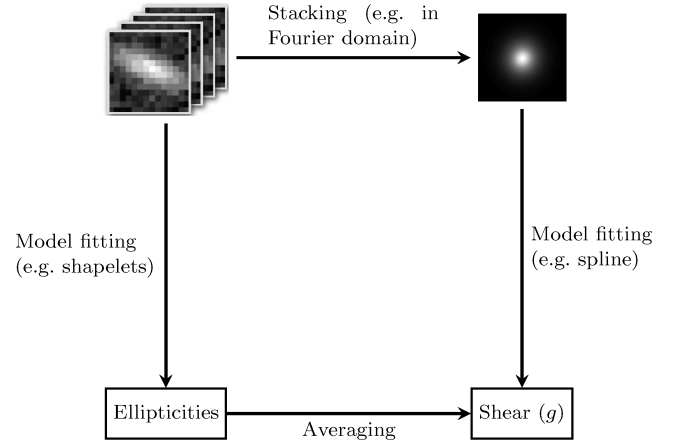 Stacking (e.g. in
Fourier domain)
Model fitting
(e.g. shapelets)
Model fitting
(e.g. spline)
Ellipticities
Averaging
Shear (g)